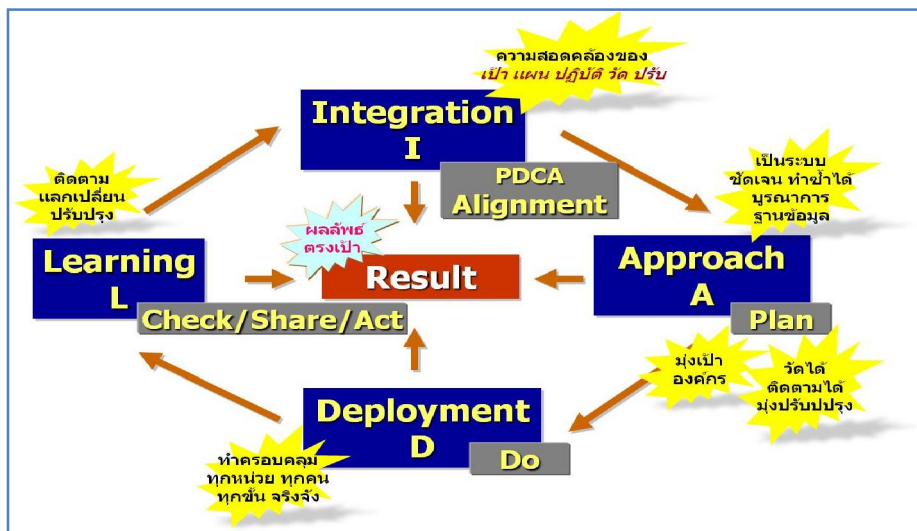 ความสอดคล้องของ
เป้า แผน ปฏิบัติ วัด ปรับ
Integration
I
PDCA
Alignment
ติดตาม
แลกเปลี่ยน
ปรับปรุง
เป็นระบบ
ชัดเจน ทำซ้ำได้
บูรณาการ
ฐานข้อมูล
ผลลัพธ์
ตรงเป้า
Learning
L
Check/Share/Act
Result
Approach
A
Plan
มุ่งเป้า
องค์กร
วัดได้
ติดตามได้
มุ่งปรับปปรุง
Deployment
D
Do
ทำครอบคลุม
ทุกหน่วย ทุกคน
ทุกขั้น จริงจัง